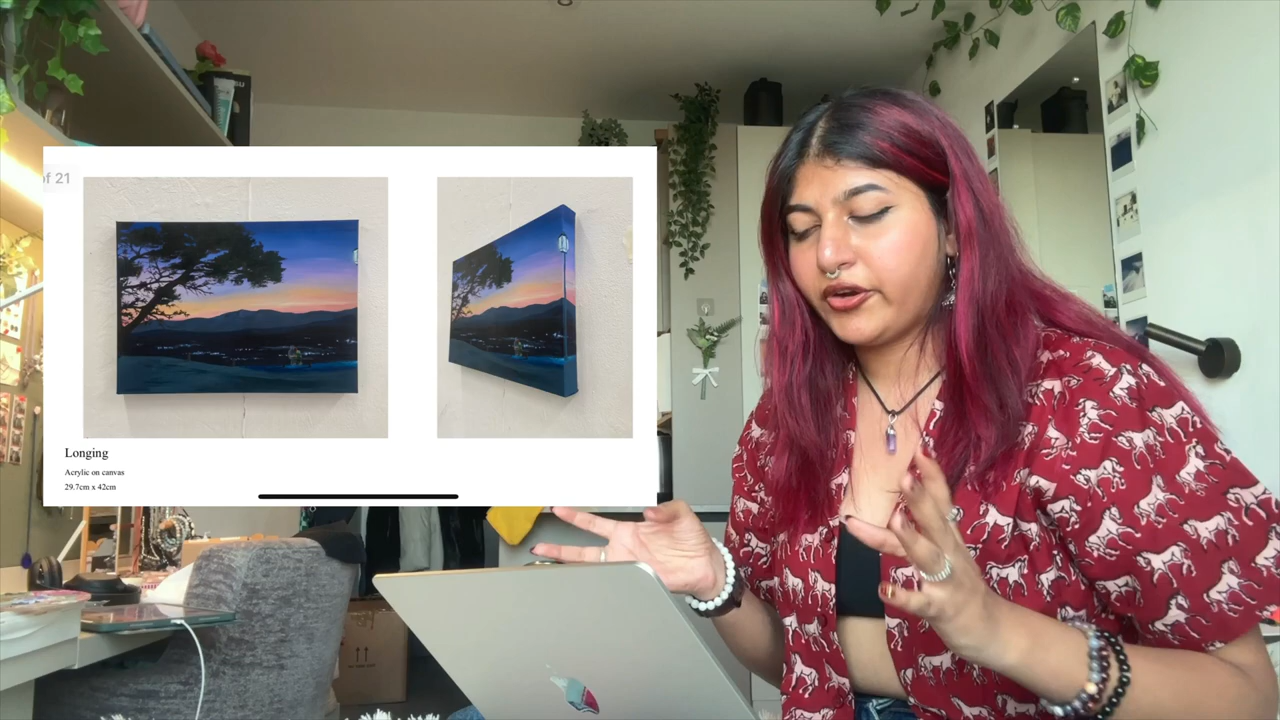 of 21
Longing
Acrylic on canvas
29.7cm x 42cm